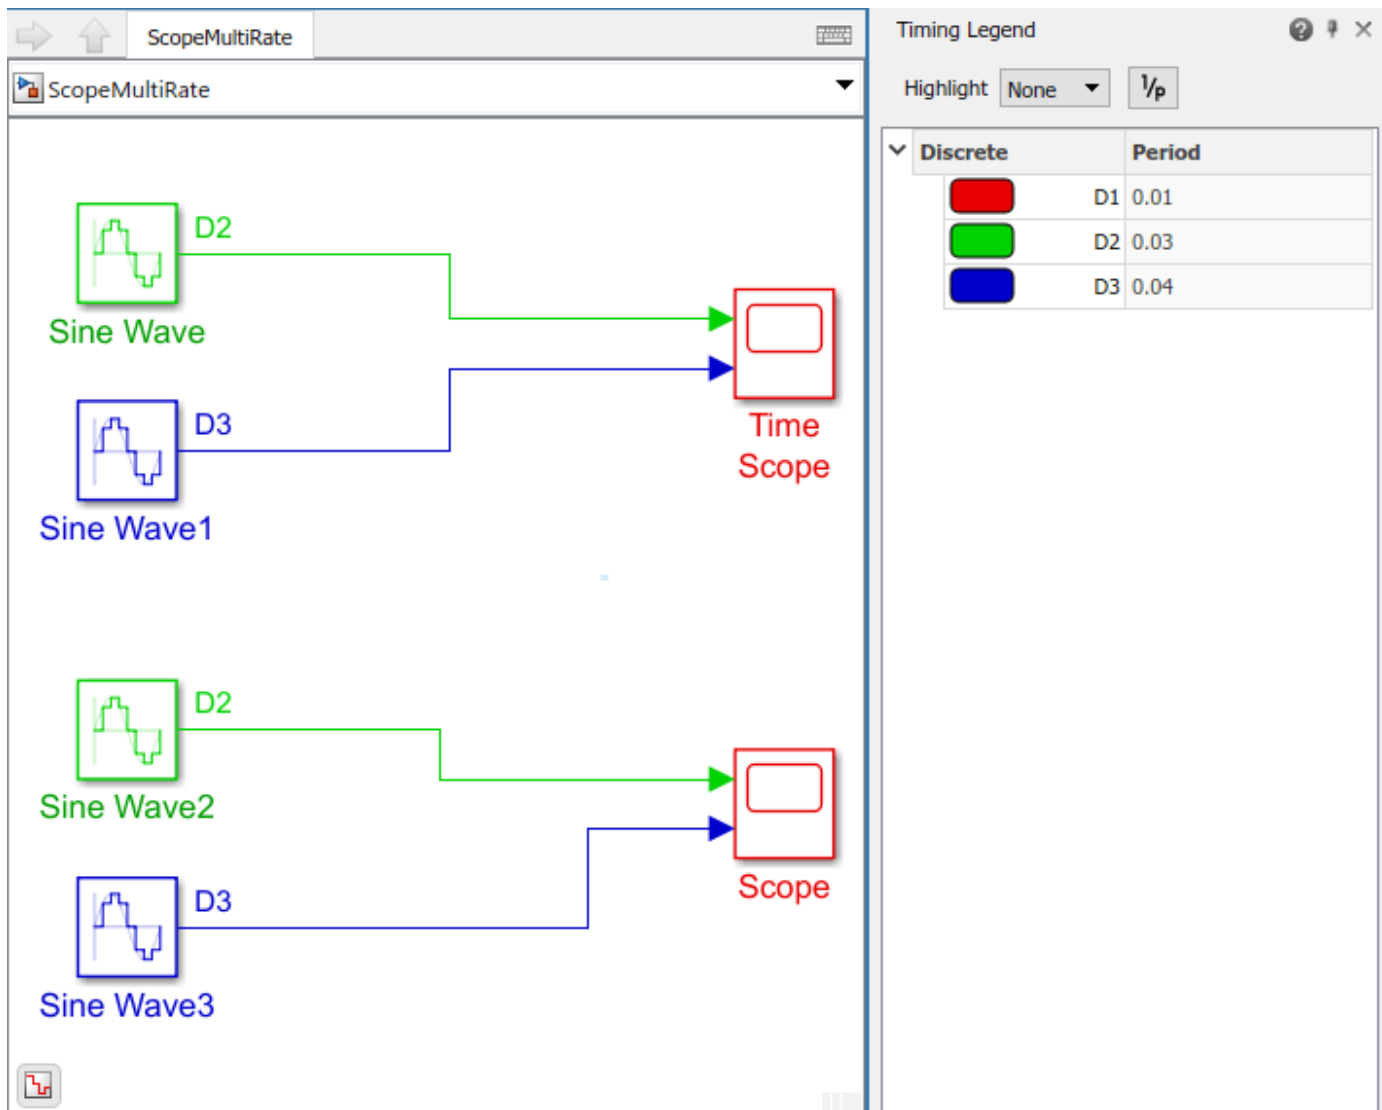 ScopeMultiRate
ScopeMultiRate
D2
Sine Wave
D3
Sine Wave1
Time
Scope
D2
Sine Wave2
D3
Sine Wave3
Scope
Timing Legend
Highlight None 1/p
Discrete Period
D1 0.01
D2 0.03
D3 0.04